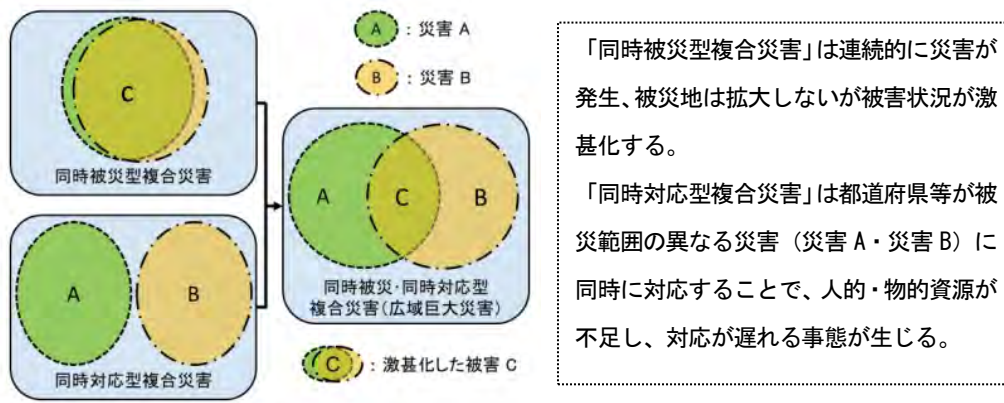 C
同時被災型複合災害
A
B
同時対応型複合災害
A：災害 A
B：災害 B
A
C
B
同時被災・同時対応型
複合災害(広域巨大災害)
C：激甚化した被害 C
「同時被災型複合災害」は連続的に災害が
発生、被災地は拡大しないが被害状況が激
甚化する。
「同時対応型複合災害」は都道府県等が被
災範囲の異なる災害（災害 A・災害 B）に
同時に対応することで、人的・物的資源が
不足し、対応が遅れる事態が生じる。